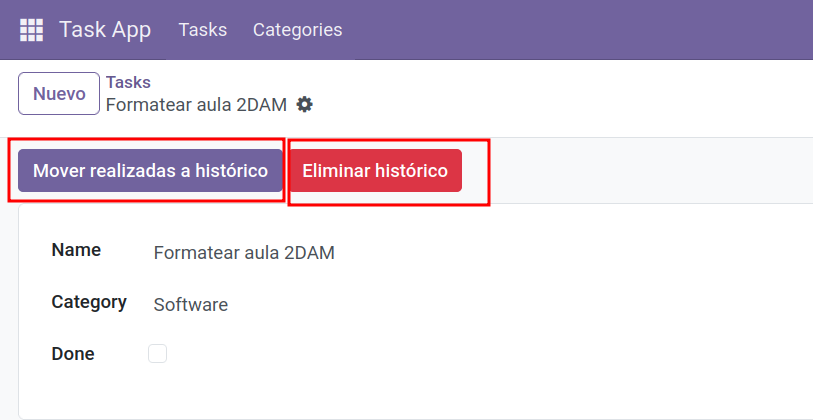 Task App Tasks Categories
Nuevo
Tasks
Formatear aula 2DAM
Mover realizadas a histórico Eliminar histórico
Name Formatear aula 2DAM
Category Software
Done